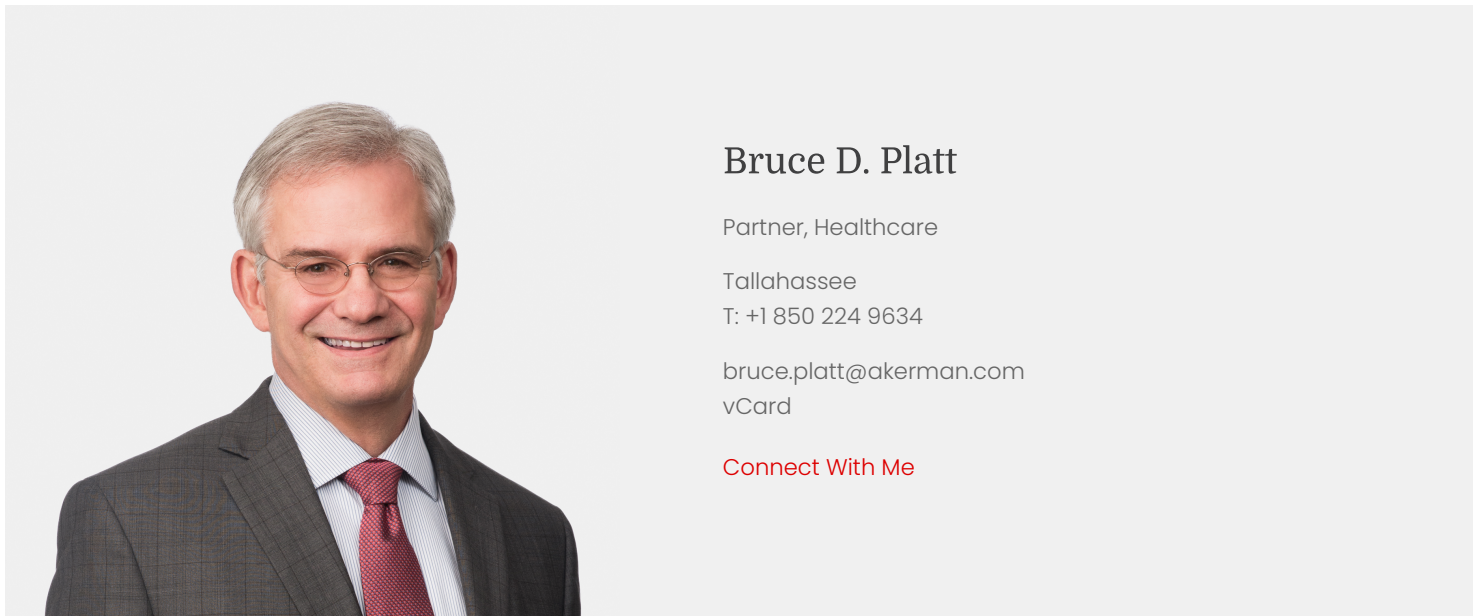 Bruce D. Platt
Partner, Healthcare
Tallahassee
T: +1 850 224 9634
bruce.platt@akerman.com
vCard
Connect With Me